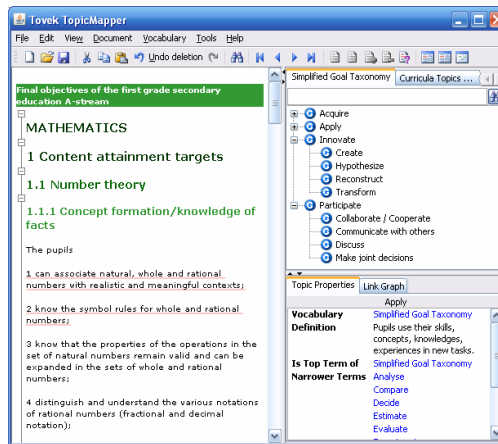 Tovek TopicMapper
File Edit View Document Vocabulary Tools Help
Undo deletion
Final objectives of the first grade secondary
education A-stream
MATHEMATICS
1 Content attainment targets
1.1 Number theory
1.1.1 Concept formation/knowledge of
facts
The pupils
1 can associate natural, whole and rational
numbers with realistic and meaningful contexts;
2 know the symbol rules for whole and rational
numbers;
3 know that the properties of the operations in the
set of natural numbers remain valid and can be
expanded in the sets of whole and rational
numbers;
4 distinguish and understand the various notations
of rational numbers (fractional and decimal
notation);
Simplified Goal Taxonomy
Curricula Topics ...
Acquire
Apply
Innovate
Create
Hypothesize
Reconstruct
Transform
Participate
Collaborate / Cooperate
Communicate with others
Discuss
Make joint decisions
Topic Properties Link Graph
Apply
Vocabulary Simplified Goal Taxonomy
Definition Pupils use their skills,
concepts, knowledges,
experiences in new tasks.
Is Top Term of Simplified Goal Taxonomy
Narrower Terms Analyse
Compare
Decide
Estimate
Evaluate